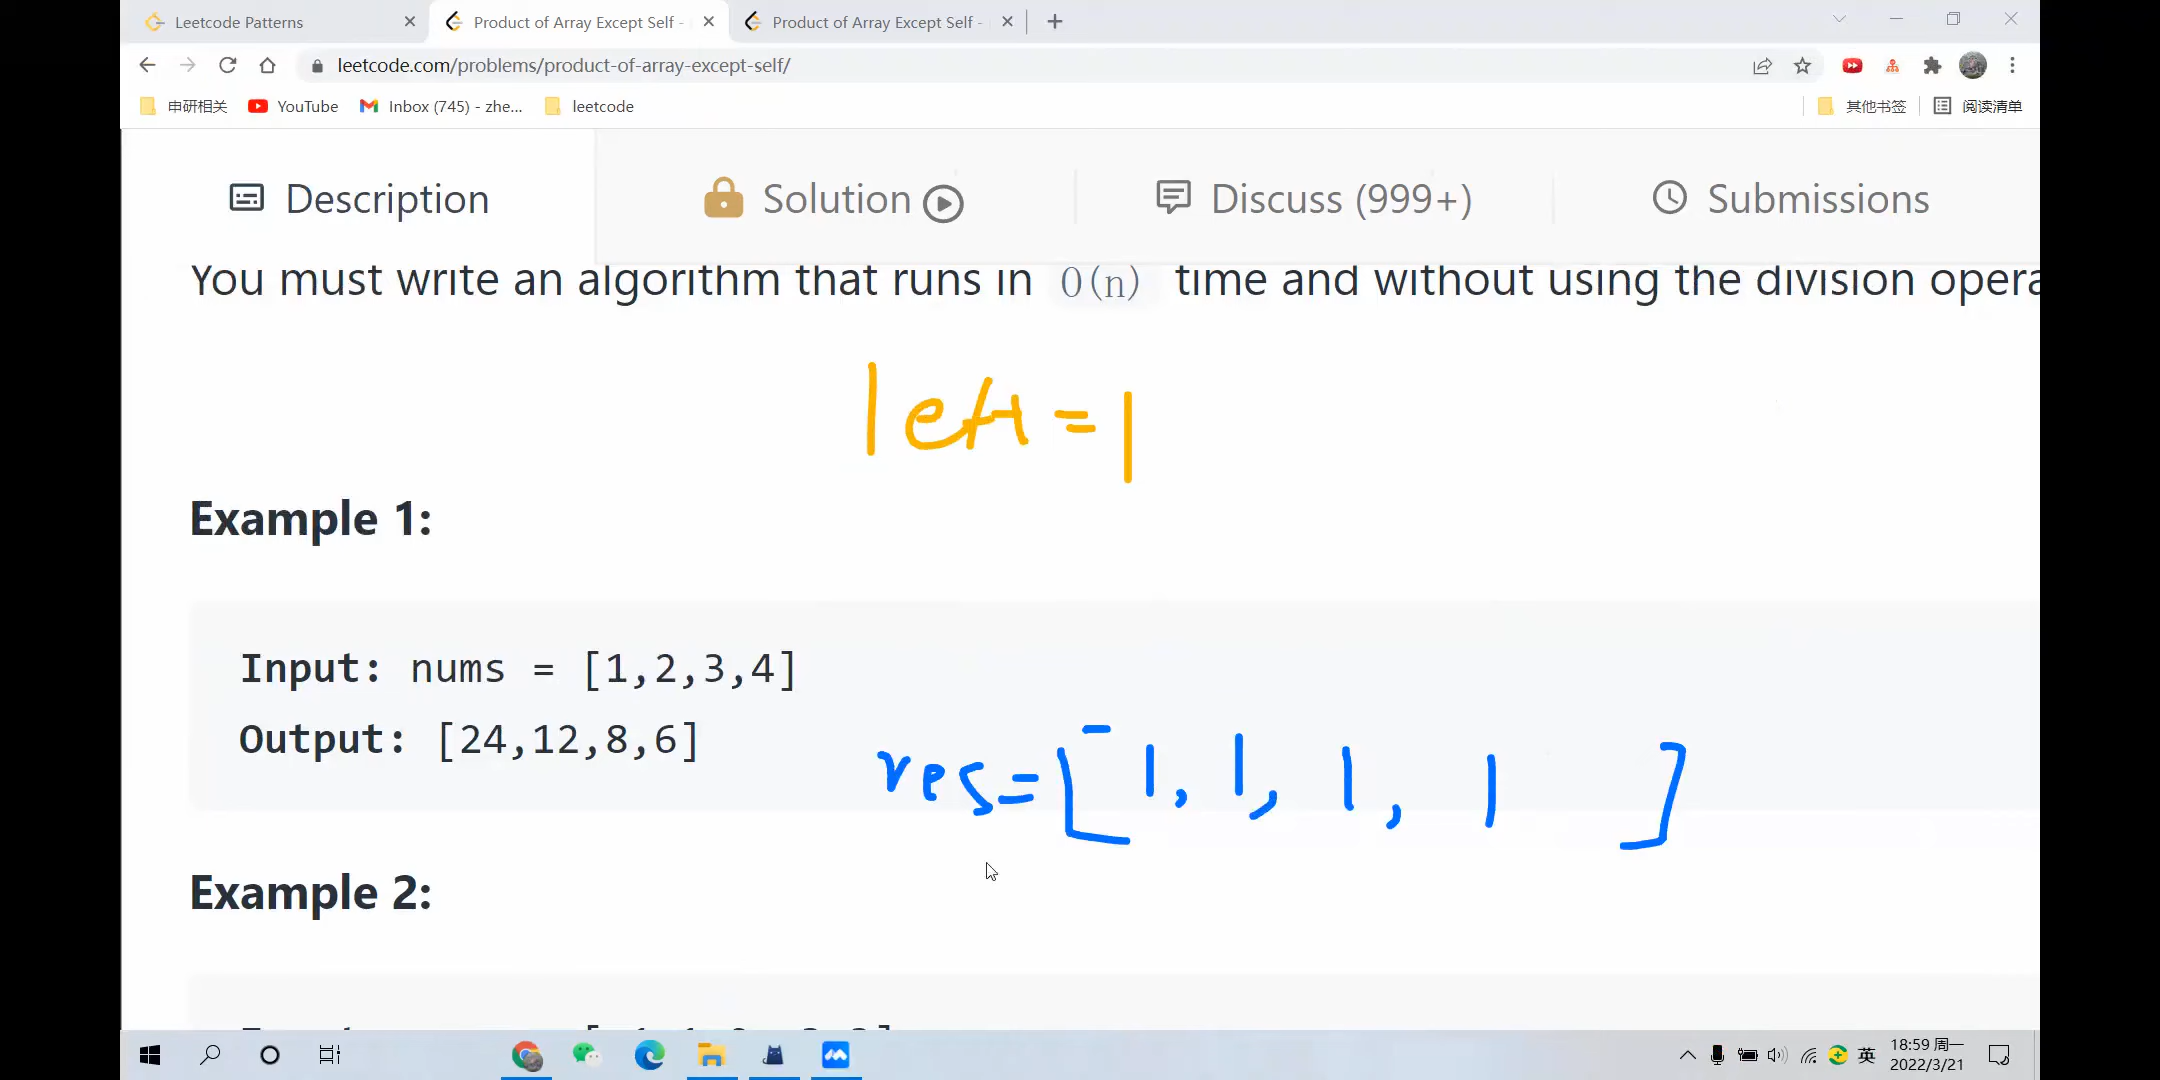 Leetcode Patterns
Product of Array Except Self -
Product of Array Except Self -
leetcode.com/problems/product-of-array-except-self/
申研相关 YouTube Inbox (745) - zhe... leetcode 其他书签 阅读清单
Description Solution Discuss (999+) Submissions
You must write an algorithm that runs in O(n) time and without using the division opera
left=1
Example 1:
Input: nums = [1,2,3,4]
Output: [24,12,8,6]
res=[1, 1, 1, 1 ]
Example 2:
英 18:59 周一
2022/3/21